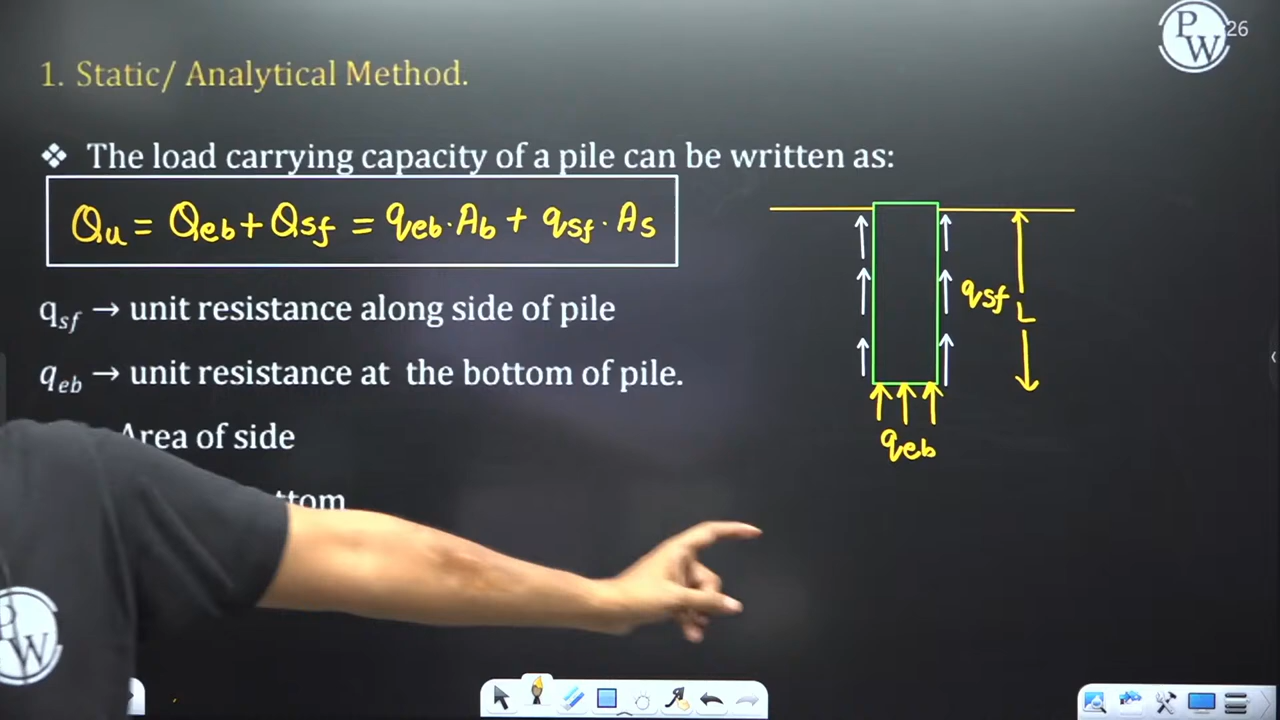 PW 26
1. Static/ Analytical Method.
❖ The load carrying capacity of a pile can be written as:
Qu = Qeb + Qsf = qeb·Ab + qsf·As
qsf → unit resistance along side of pile
qeb → unit resistance at the bottom of pile.
Area of side
qsf
L
qeb
PW